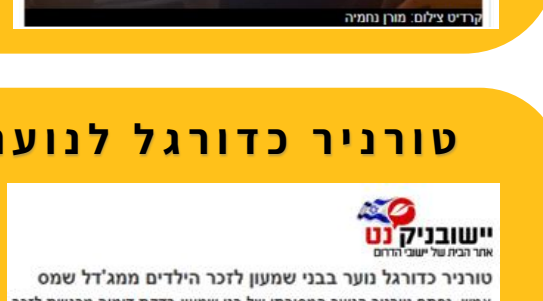 קרדיט צילום: מורן נחמיה
טורניר כדורגל לנוער
יישובניק נט
אתר הבית של יישובי הדרום
טורניר כדורגל נוער בבני שמעון לזכר הילדים ממג'דל שמס